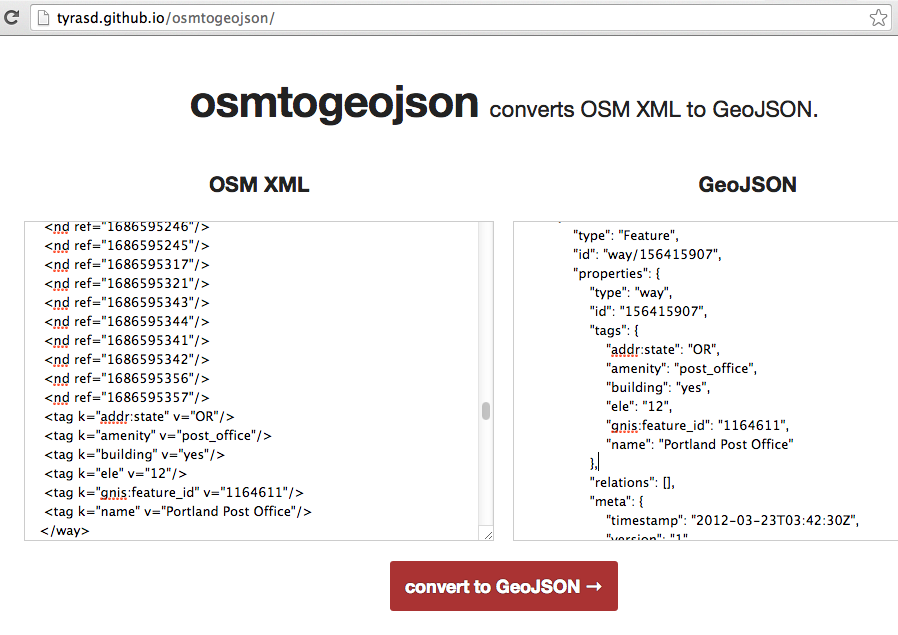 tyrasd.github.io/osmtogeojson/
osmtogeojson converts OSM XML to GeoJSON.
OSM XML
<nd ref="1686595246"/>
<nd ref="1686595245"/>
<nd ref="1686595317"/>
<nd ref="1686595321"/>
<nd ref="1686595343"/>
<nd ref="1686595344"/>
<nd ref="1686595341"/>
<nd ref="1686595342"/>
<nd ref="1686595356"/>
<nd ref="1686595357"/>
<tag k="addr:state" v="OR"/>
<tag k="amenity" v="post_office"/>
<tag k="building" v="yes"/>
<tag k="ele" v="12"/>
<tag k="gnis:feature_id" v="1164611"/>
<tag k="name" v="Portland Post Office"/>
</way>
GeoJSON
"type": "Feature",
"id": "way/156415907",
"properties": {
"type": "way",
"id": "156415907",
"tags": {
"addr:state": "OR",
"amenity": "post_office",
"building": "yes",
"ele": "12",
"gnis:feature_id": "1164611",
"name": "Portland Post Office"
},
"relations": [],
"meta": {
"timestamp": "2012-03-23T03:42:30Z",
"version": "1"
convert to GeoJSON →